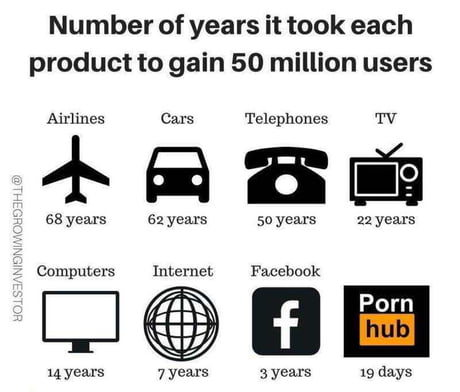 Number of years it took each
product to gain 50 million users
Airlines
Cars
Telephones
TV
68 years
62 years
50 years
22 years
Computers
Internet
Facebook
f
Porn
hub
14 years
7 years
3 years
19 days
@THEGROWINGINVESTOR